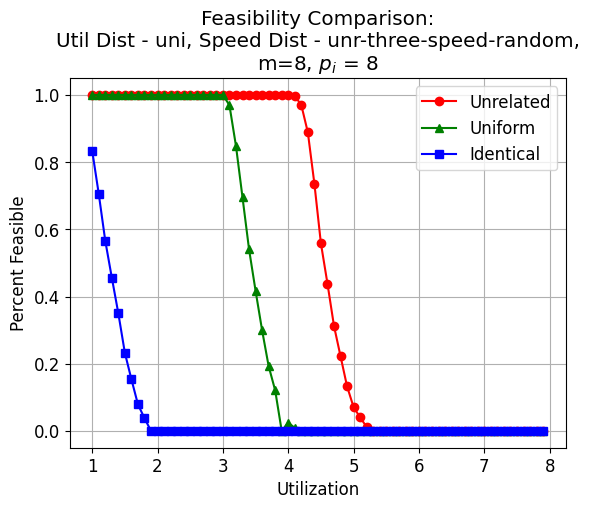 Feasibility Comparison:
Util Dist - uni, Speed Dist - unr-three-speed-random,
m=8, $p_i$ = 8
Unrelated
Uniform
Identical
Percent Feasible
1.0
0.8
0.6
0.4
0.2
0.0
1 2 3 4 5 6 7 8
Utilization